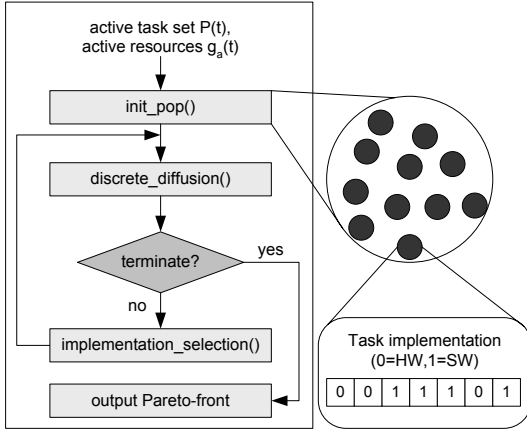 active task set P(t),
active resources gₐ(t)
init_pop()
discrete_diffusion()
terminate?
yes
no
implementation_selection()
output Pareto-front
Task implementation
(0=HW,1=SW)
0 0 1 1 1 0 1